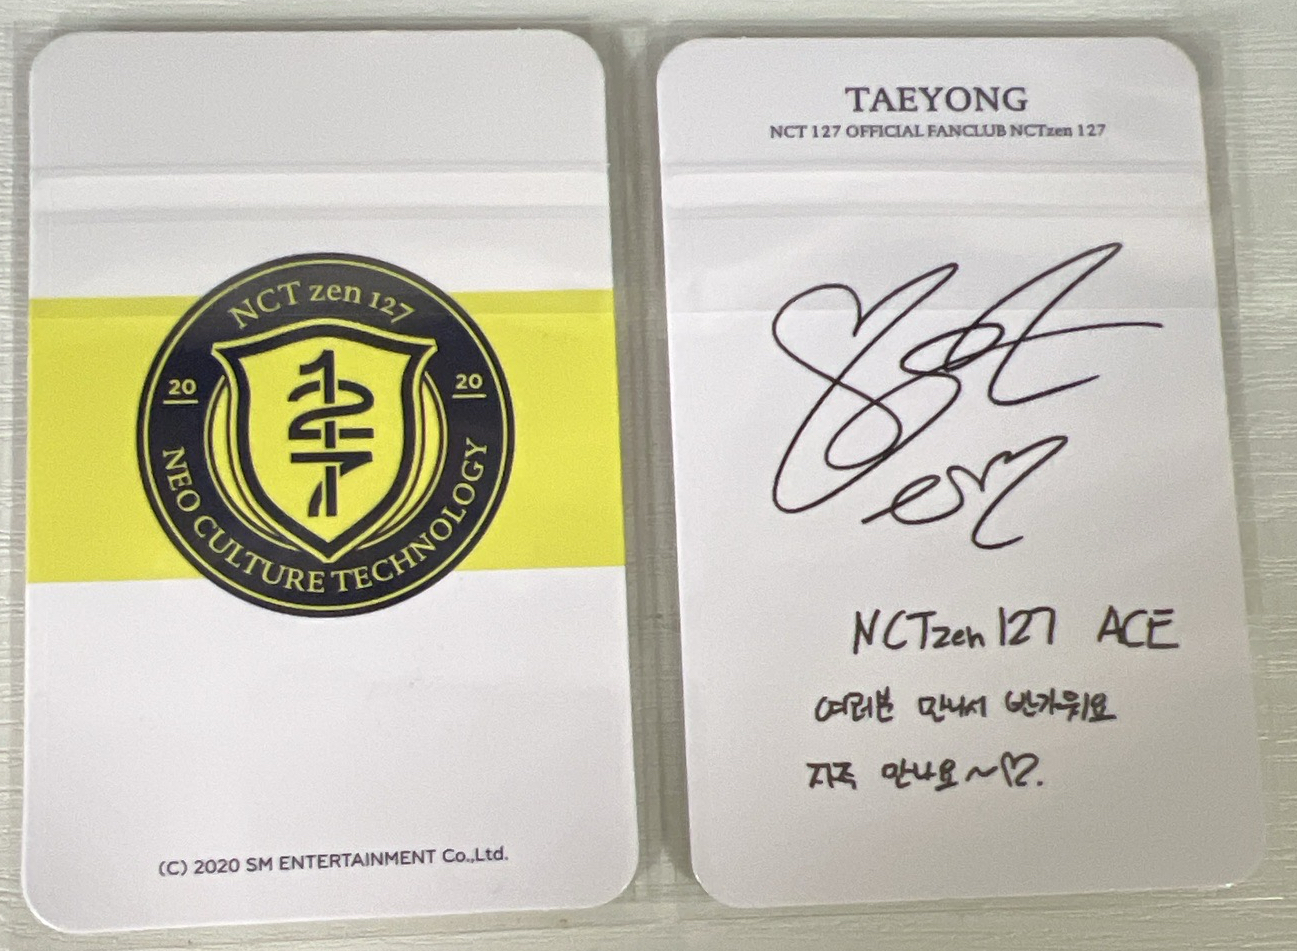 NCT zen 127
20 20
127
NEO CULTURE TECHNOLOGY
(C) 2020 SM ENTERTAINMENT Co.,Ltd.
TAEYONG
NCT 127 OFFICIAL FANCLUB NCTzen 127
NCTzen 127 ACE
여러분 만나서 반가워요
자주 만나요~♡.